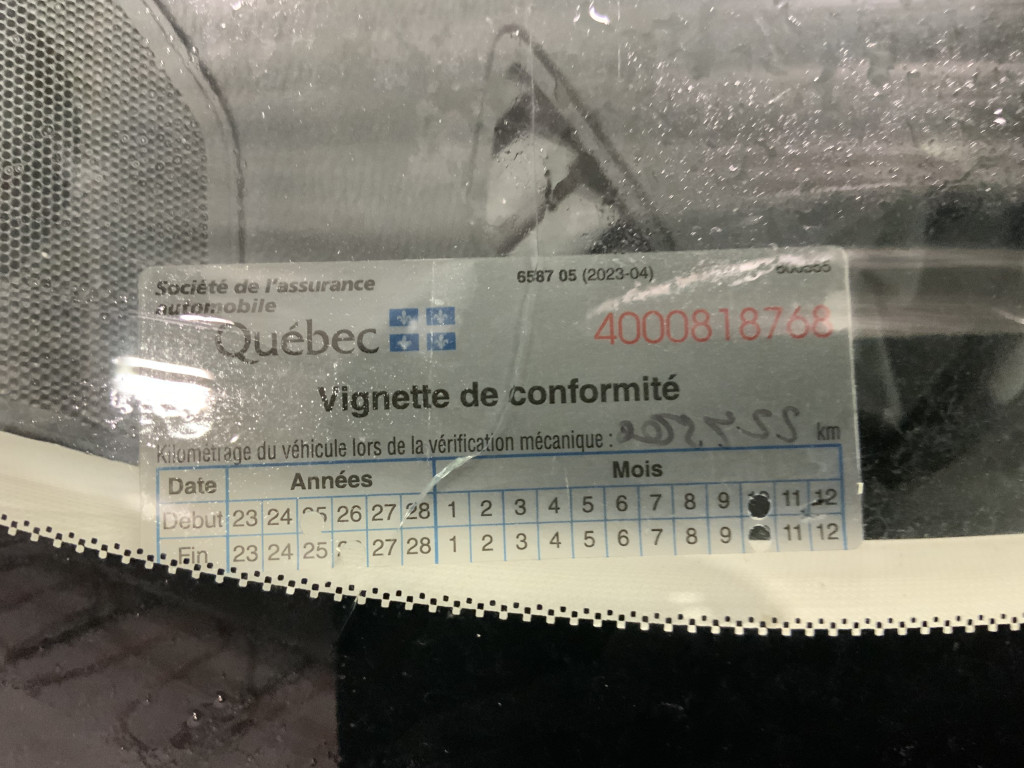 Société de l'assurance
automobile
Québec
6587 05 (2023-04)
4000818768
Vignette de conformité
Kilométrage du véhicule lors de la vérification mécanique : km
Date Années Mois
Début 23 24 25 26 27 28 1 2 3 4 5 6 7 8 9 11 12
Fin 23 24 25 27 28 1 2 3 4 5 6 7 8 9 11 12